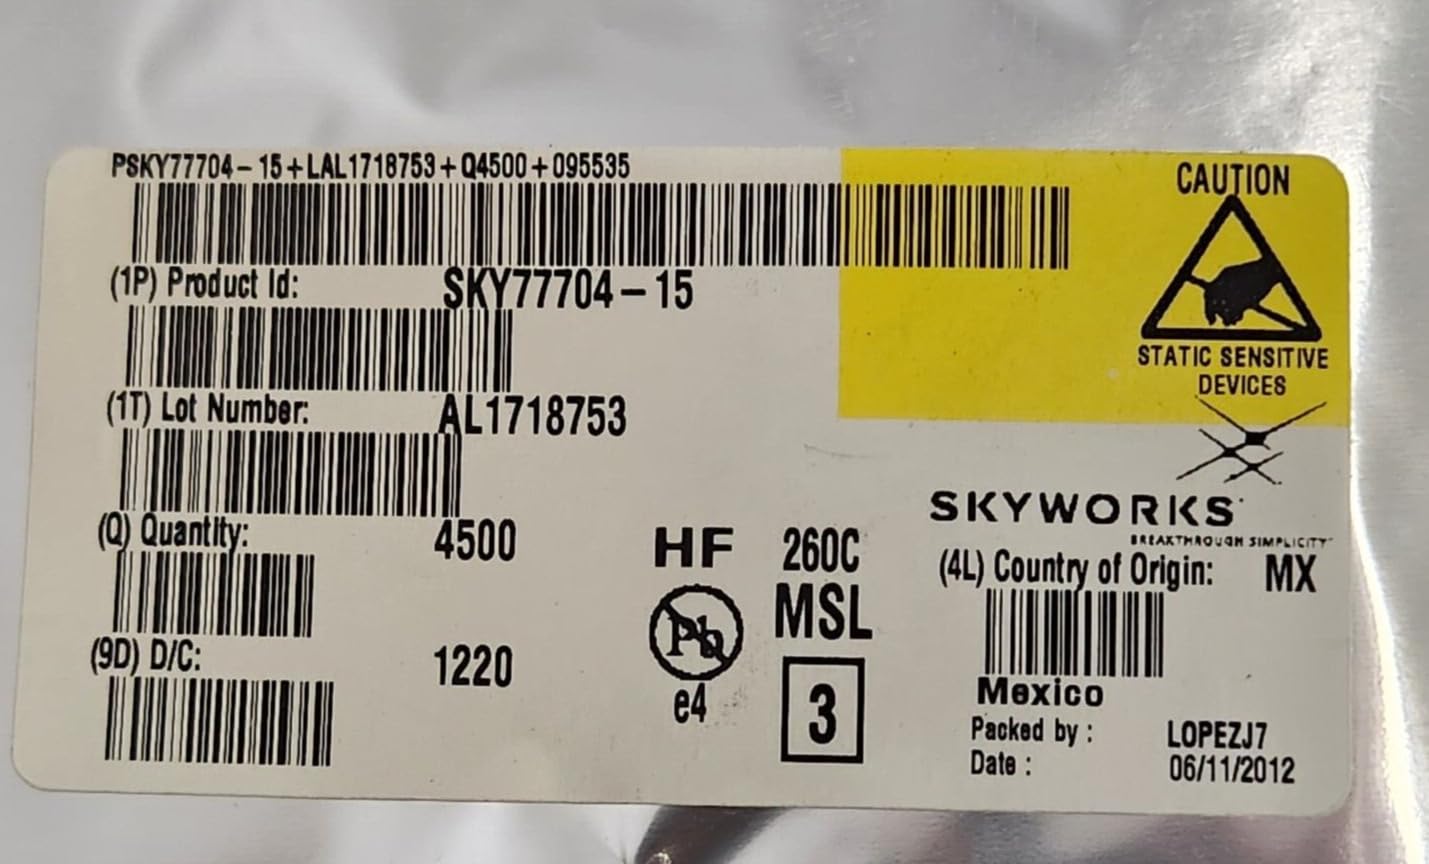 PSKY77704-15+LAL1718753+Q4500+095535
CAUTION
(1P) Product Id: SKY77704-15
STATIC SENSITIVE
DEVICES
(1T) Lot Number: AL1718753
SKYWORKS
BREAKTHROUGH SIMPLICITY
(Q) Quantity: 4500
HF 260C
(4L) Country of Origin: MX
MSL
Pb
(9D) D/C: 1220
e4
3
Mexico
Packed by : LOPEZJ7
Date : 06/11/2012